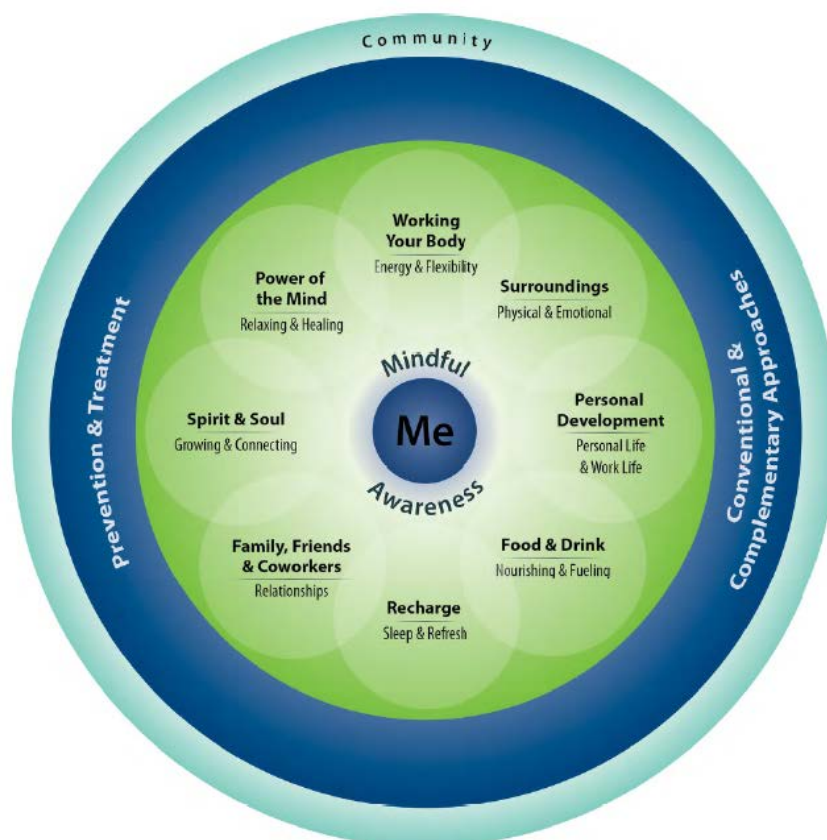 Community
Prevention & Treatment
Conventional &
Complementary Approaches
Working
Your Body
Energy & Flexibility
Surroundings
Physical & Emotional
Personal
Development
Personal Life
& Work Life
Food & Drink
Nourishing & Fueling
Recharge
Sleep & Refresh
Family, Friends
& Coworkers
Relationships
Spirit & Soul
Growing & Connecting
Power of
the Mind
Relaxing & Healing
Mindful
Me
Awareness